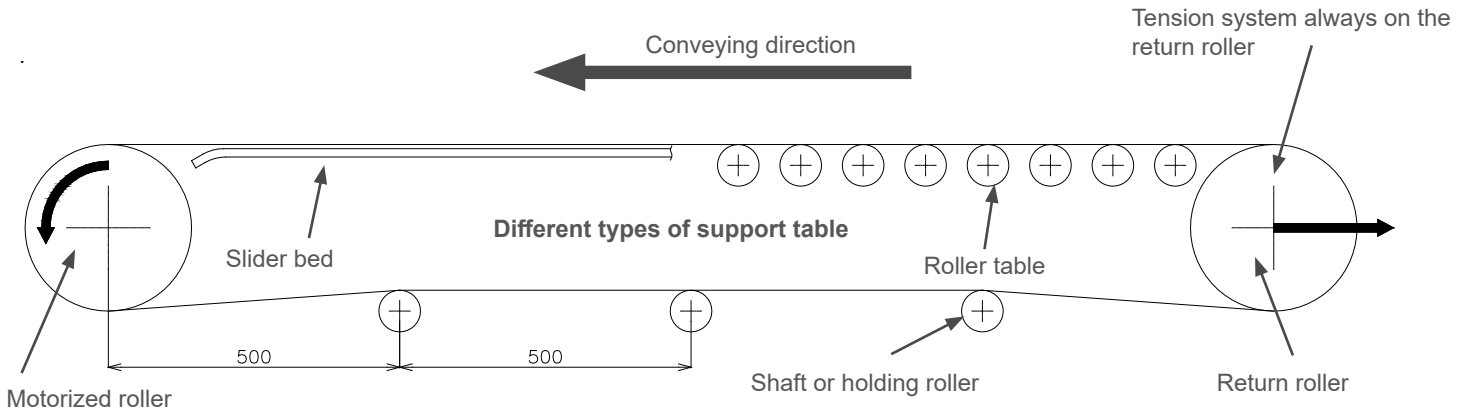 Tension system always on the
return roller
Conveying direction
Different types of support table
Slider bed
Roller table
500
500
Motorized roller
Shaft or holding roller
Return roller